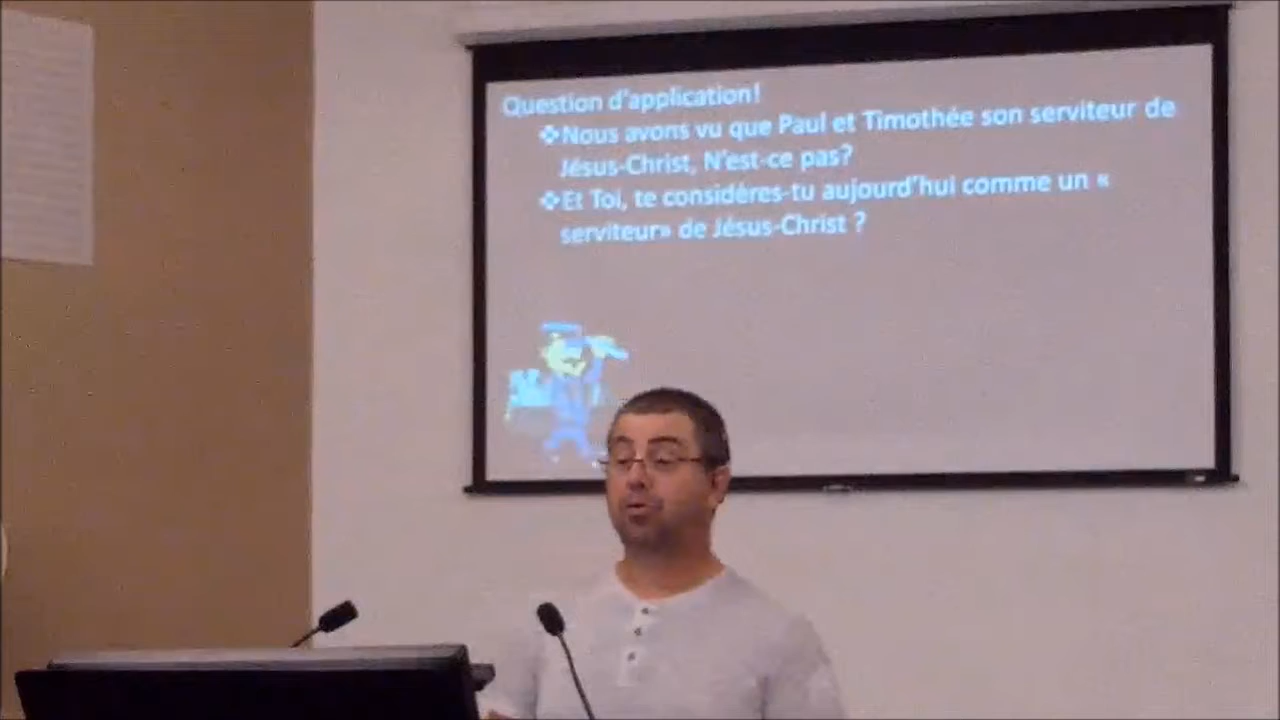 Question d'application!
❖Nous avons vu que Paul et Timothée son serviteur de
Jésus-Christ, N'est-ce pas?
❖Et Toi, te considères-tu aujourd'hui comme un «
serviteur» de Jésus-Christ ?